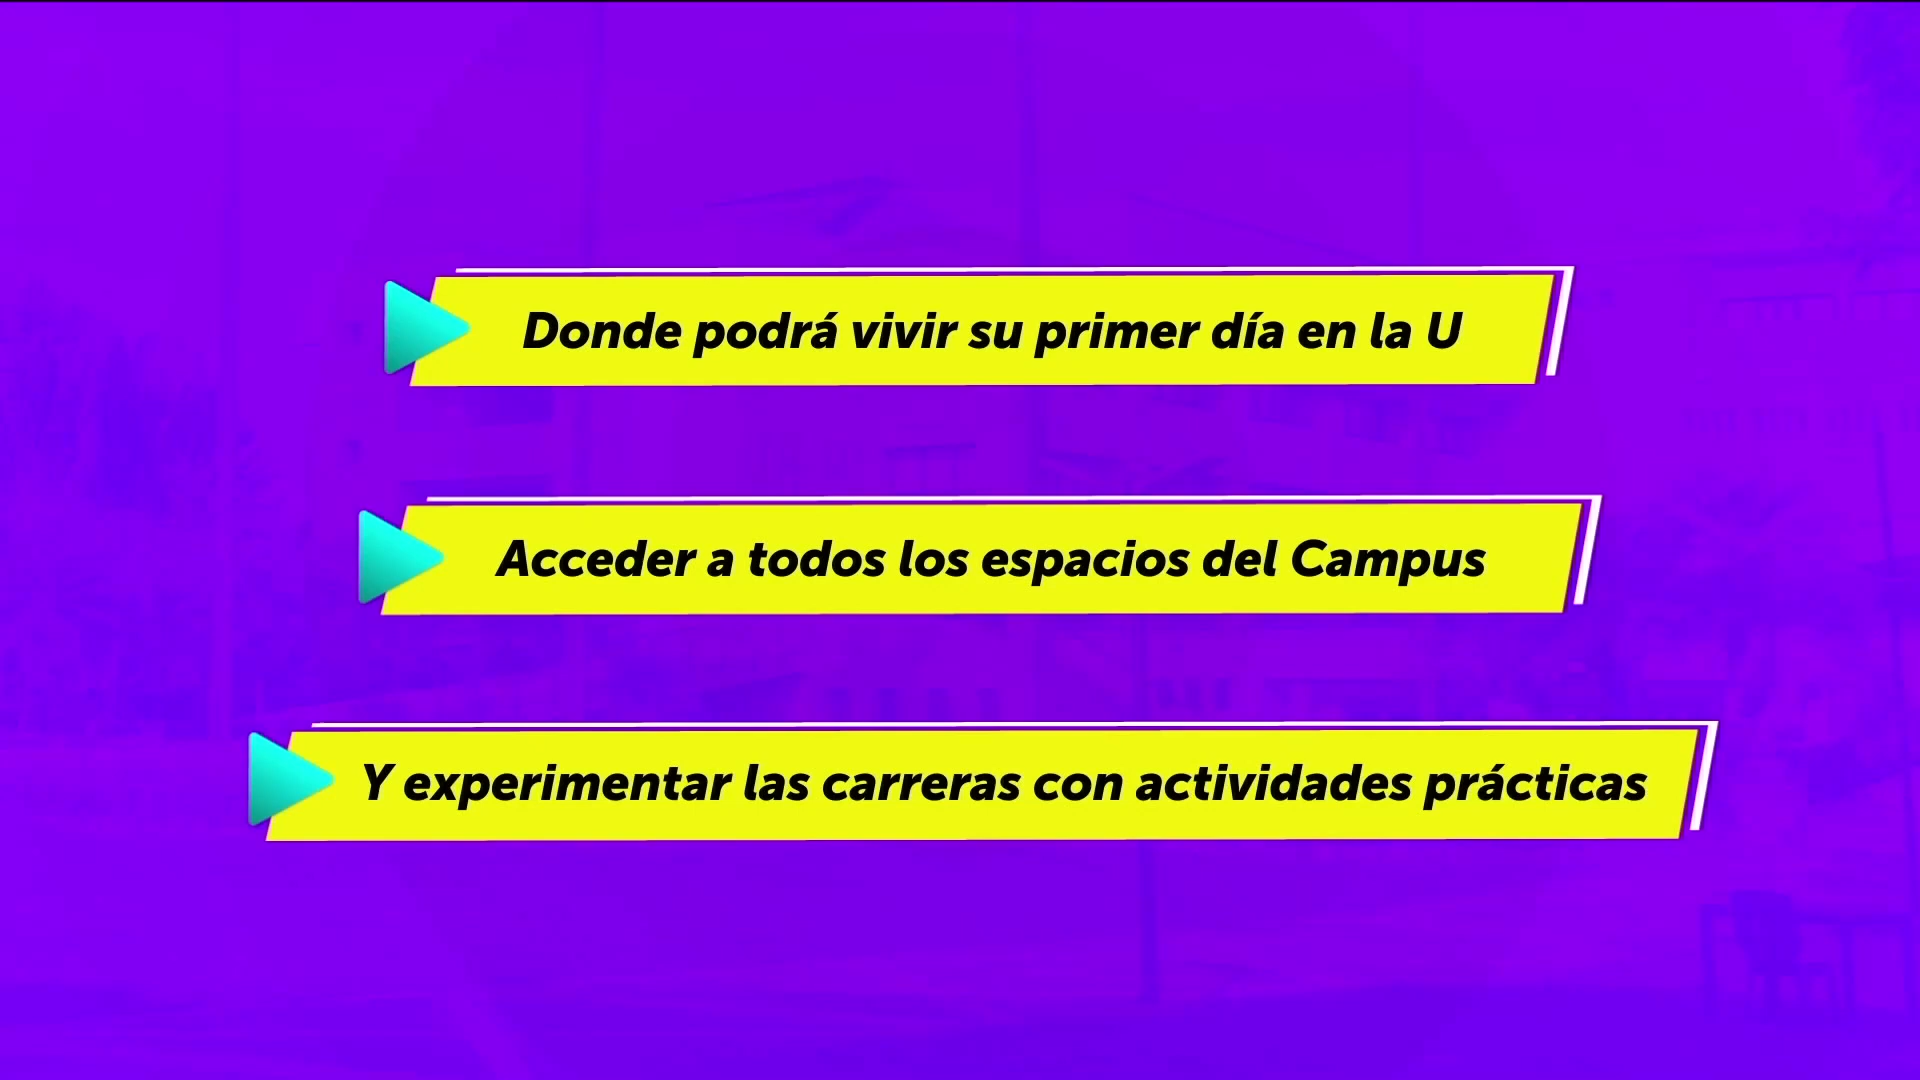 Donde podrá vivir su primer día en la U
Acceder a todos los espacios del Campus
Y experimentar las carreras con actividades prácticas